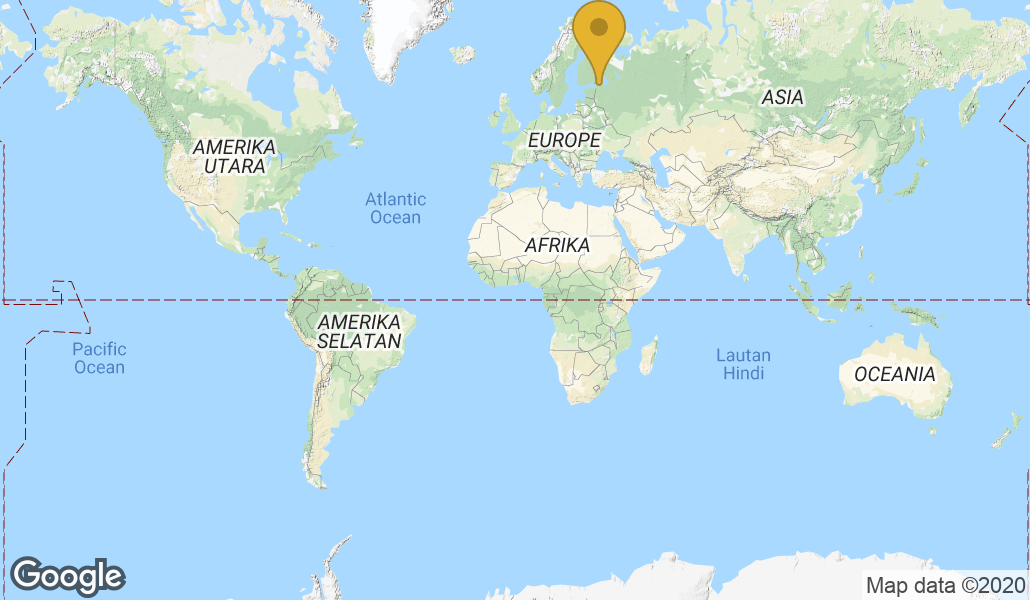 ASIA
EUROPE
AMERIKA
UTARA
Atlantic
Ocean
AFRIKA
AMERIKA
SELATAN
Pacific
Ocean
Lautan
Hindi
OCEANIA
Google
Map data ©2020